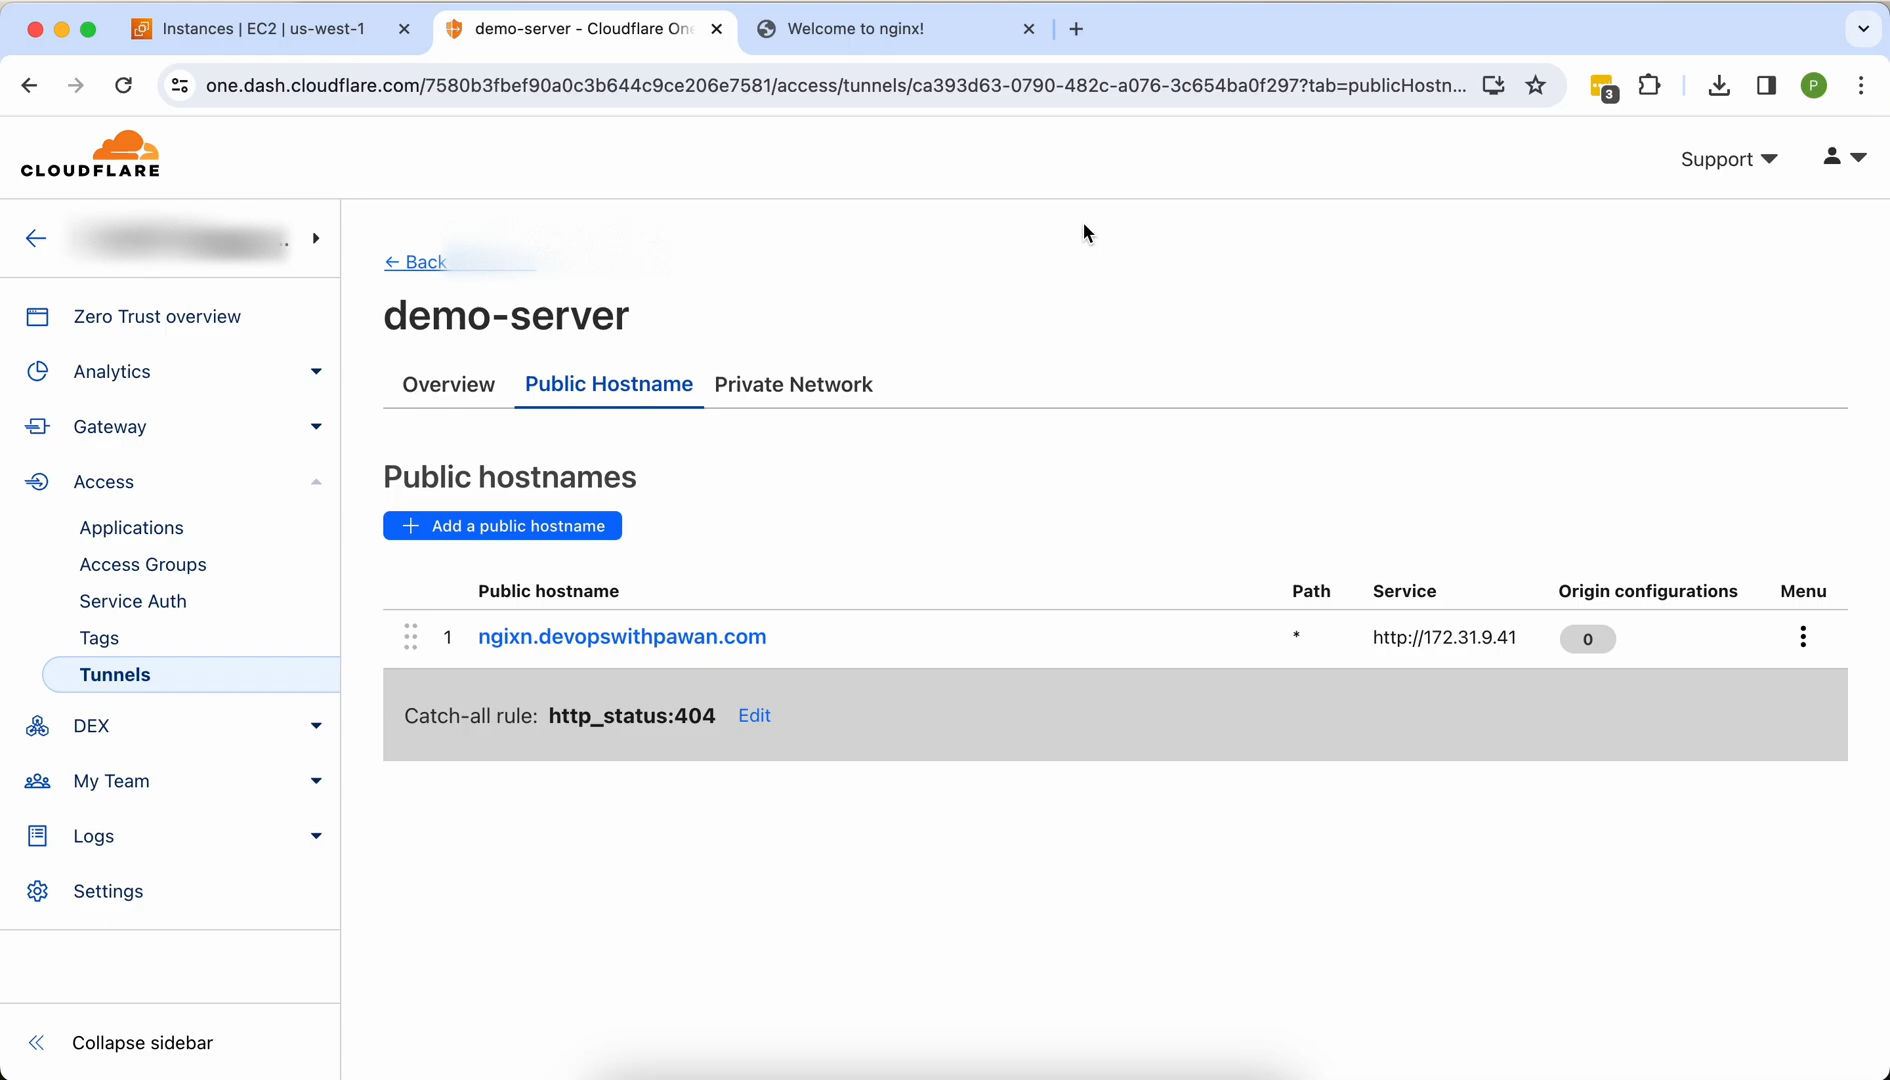 Instances | EC2 | us-west-1
demo-server - Cloudflare One
Welcome to nginx!
one.dash.cloudflare.com/7580b3fbef90a0c3b644c9ce206e7581/access/tunnels/ca393d63-0790-482c-a076-3c654ba0f297?tab=publicHostn...
3
P
CLOUDFLARE
Support
← Back
demo-server
Zero Trust overview
Analytics
Gateway
Access
Applications
Access Groups
Service Auth
Tags
Tunnels
DEX
My Team
Logs
Settings
Collapse sidebar
Overview Public Hostname Private Network
Public hostnames
+ Add a public hostname
Public hostname Path Service Origin configurations Menu
1 ngixn.devopswithpawan.com * http://172.31.9.41 0
Catch-all rule: http_status:404 Edit